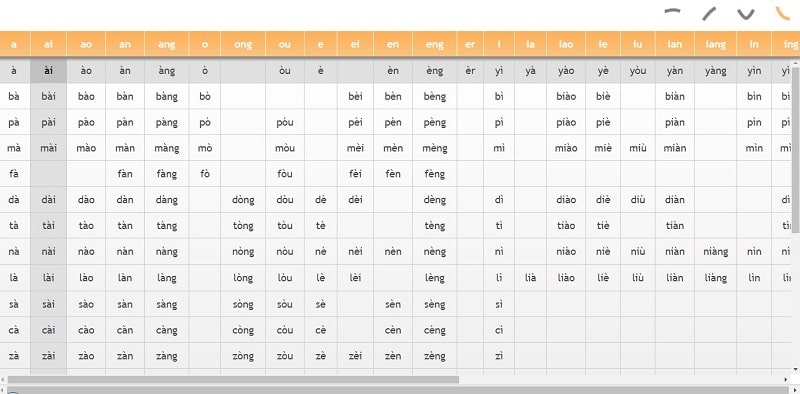 a ai ao an ang o ong ou e ei en eng er i ia iao ie iu ian iang in ing
à ài ào àn àng ò òu è èn èng èr yì yà yào yè yòu yàn yàng yìn
bà bài bào bàn bàng bò bèi bèn bèng bì biào biè biàn bìn
pà pài pào pàn pàng pò pòu pèi pèn pèng pì piào piè piàn pìn
mà mài mào màn màng mò mòu mèi mèn mèng mì miào miè miù miàn mìn
fà fàn fàng fò fòu fèi fèn fèng
dà dài dào dàn dàng dòng dòu dè dèi dèng dì diào diè diù diàn
tà tài tào tàn tàng tòng tòu tè tèng tì tiào tiè tiàn
nà nài nào nàn nàng nòng nòu nè nèi nèn nèng nì niào niè niù niàn niàng nìn
là lài lào làn làng lòng lòu lè lèi lèng lì lià liào liè liù liàn liàng lìn
sà sài sào sàn sàng sòng sòu sè sèn sèng sì
cà cài cào càn càng còng còu cè cèn cèng cì
zà zài zào zàn zàng zòng zòu zè zèi zèn zèng zì